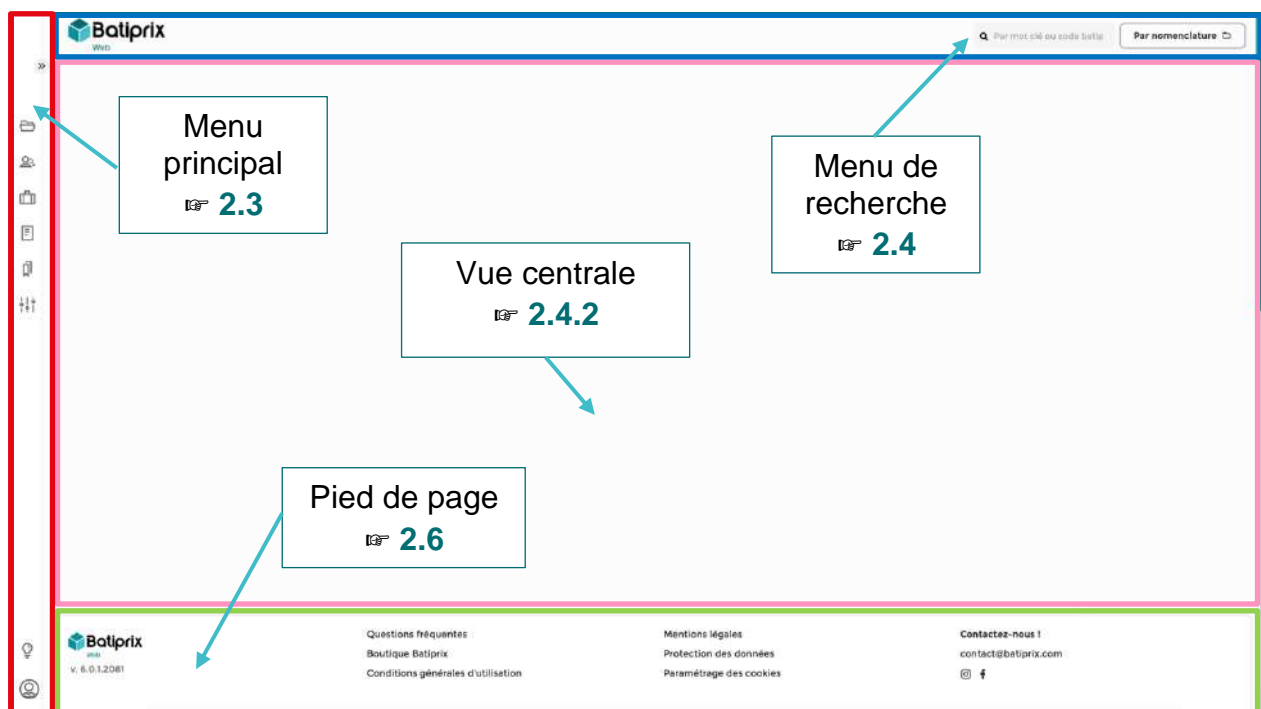 Batiprix
Web
Par mot clé ou code batip
Par nomenclature
»
Menu
principal
☞ 2.3
Menu de
recherche
☞ 2.4
Vue centrale
☞ 2.4.2
Pied de page
☞ 2.6
Batiprix
Web
v. 6.0.1.2081
Questions fréquentes
Boutique Batiprix
Conditions générales d'utilisation
Mentions légales
Protection des données
Paramétrage des cookies
Contactez-nous !
contact@batiprix.com